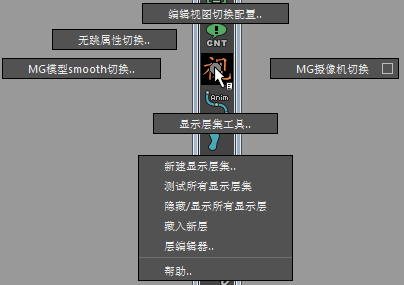 编辑视图切换配置..
无跳属性切换..
CNT
MG模型smooth切换..
视
MG摄像机切换
Anim
显示层集工具..
新建显示层集..
测试所有显示层集
隐藏/显示所有显示层
藏入新层
层编辑器..
帮助..